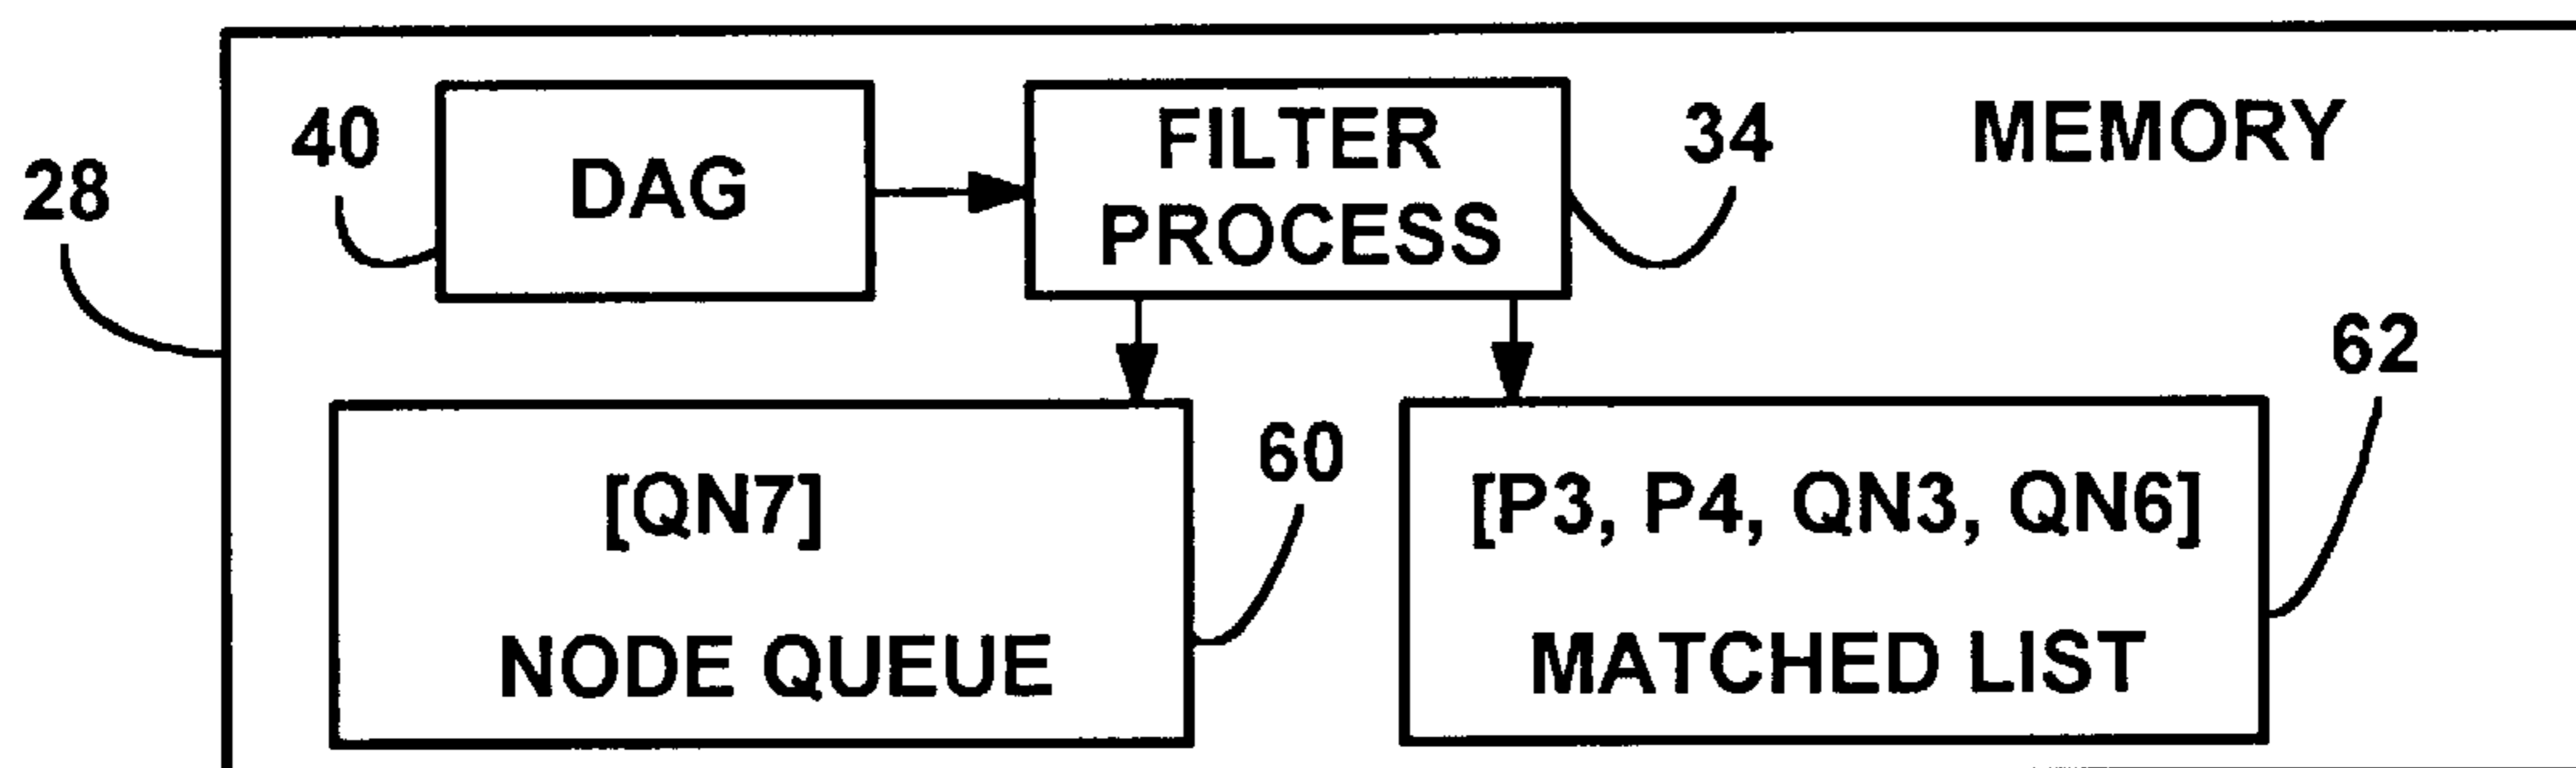 28
40
DAG
FILTER
PROCESS
34
MEMORY
[QN7]
NODE QUEUE
60
[P3, P4, QN3, QN6]
MATCHED LIST
62